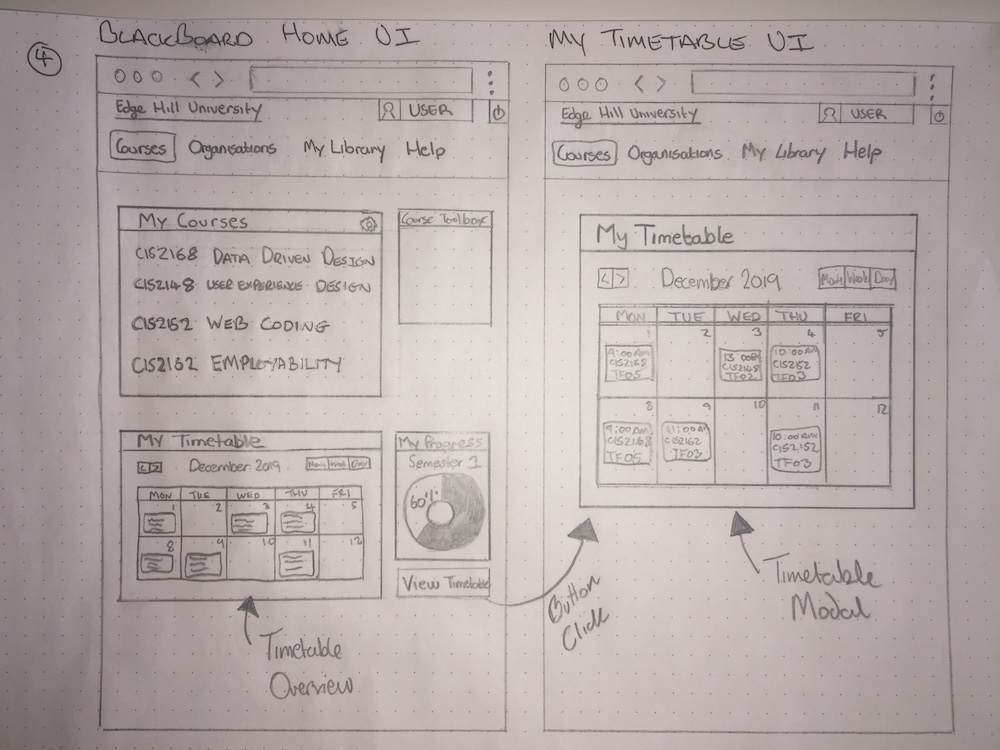 4
BLACKBOARD HOME UI
Edge Hill University
USER
Courses Organisations My Library Help
My Courses
CIS2168 DATA DRIVEN DESIGN
CIS2148 USER EXPERIENCE DESIGN
CIS2152 WEB CODING
CIS2162 EMPLOYABILITY
Course Toolbox
My Timetable
December 2019
Week Day
MON TUE WED THU FRI
1 2 3 4 5
8 9 10 11 12
My Progress
Semester 1
60%
View Timetable
Timetable
Overview
Button
Click
MY TIMETABLE UI
Edge Hill University
USER
Courses Organisations My Library Help
My Timetable
December 2019
Week Day
MON TUE WED THU FRI
1 2 3 4 5
9:00AM
CIS2168
TF05
13:00PM
CIS2148
TF02
10:00AM
CIS2152
TF03
8 9 10 11 12
9:00AM
CIS2168
TF05
11:00AM
CIS2162
TF03
10:00AM
CIS2152
TF03
Timetable
Modal